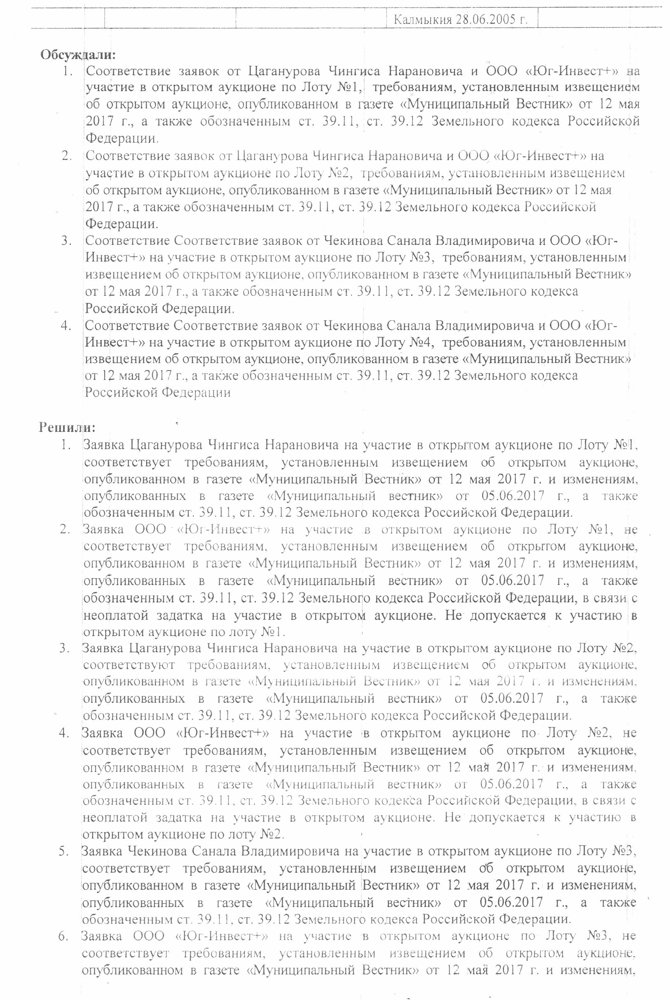 Калмыкия 28.06.2005 г.
Обсуждали:
1. Соответствие заявок от Цаганурова Чингиса Нарановича и ООО «Юг-Инвест+» на
участие в открытом аукционе по Лоту №1, требованиям, установленным извещением
об открытом аукционе, опубликованном в газете «Муниципальный Вестник» от 12 мая
2017 г., а также обозначенным ст. 39.11, ст. 39.12 Земельного кодекса Российской
Федерации.
2. Соответствие заявок от Цаганурова Чингиса Нарановича и ООО «Юг-Инвест+» на
участие в открытом аукционе по Лоту №2, требованиям, установленным извещением
об открытом аукционе, опубликованном в газете «Муниципальный Вестник» от 12 мая
2017 г., а также обозначенным ст. 39.11, ст. 39.12 Земельного кодекса Российской
Федерации.
3. Соответствие Соответствие заявок от Чекинова Санала Владимировича и ООО «Юг-
Инвест+» на участие в открытом аукционе по Лоту №3, требованиям, установленным
извещением об открытом аукционе, опубликованном в газете «Муниципальный Вестник»
от 12 мая 2017 г., а также обозначенным ст. 39.11, ст. 39.12 Земельного кодекса
Российской Федерации.
4. Соответствие Соответствие заявок от Чекинова Санала Владимировича и ООО «Юг-
Инвест+» на участие в открытом аукционе по Лоту №4, требованиям, установленным
извещением об открытом аукционе, опубликованном в газете «Муниципальный Вестник»
от 12 мая 2017 г., а также обозначенным ст. 39.11, ст. 39.12 Земельного кодекса
Российской Федерации
Решили:
1. Заявка Цаганурова Чингиса Нарановича на участие в открытом аукционе по Лоту №1,
соответствует требованиям, установленным извещением об открытом аукционе,
опубликованном в газете «Муниципальный Вестник» от 12 мая 2017 г. и изменениям,
опубликованных в газете «Муниципальный вестник» от 05.06.2017 г., а также
обозначенным ст. 39.11, ст. 39.12 Земельного кодекса Российской Федерации.
2. Заявка ООО «Юг-Инвест+» на участие в открытом аукционе по Лоту №1, не
соответствует требованиям, установленным извещением об открытом аукционе,
опубликованном в газете «Муниципальный Вестник» от 12 мая 2017 г. и изменениям,
опубликованных в газете «Муниципальный вестник» от 05.06.2017 г., а также
обозначенным ст. 39.11, ст. 39.12 Земельного кодекса Российской Федерации, в связи с
неоплатой задатка на участие в открытом аукционе. Не допускается к участию в
открытом аукционе по лоту №1.
3. Заявка Цаганурова Чингиса Нарановича на участие в открытом аукционе по Лоту №2,
соответствуют требованиям, установленным извещением об открытом аукционе,
опубликованном в газете «Муниципальный Вестник» от 12 мая 2017 г. и изменениям,
опубликованных в газете «Муниципальный вестник» от 05.06.2017 г., а также
обозначенным ст. 39.11, ст. 39.12 Земельного кодекса Российской Федерации.
4. Заявка ООО «Юг-Инвест+» на участие в открытом аукционе по Лоту №2, не
соответствует требованиям, установленным извещением об открытом аукционе,
опубликованном в газете «Муниципальный Вестник» от 12 мая 2017 г. и изменениям,
опубликованных в газете «Муниципальный вестник» от 05.06.2017 г., а также
обозначенным ст. 39.11, ст. 39.12 Земельного кодекса Российской Федерации, в связи с
неоплатой задатка на участие в открытом аукционе. Не допускается к участию в
открытом аукционе по лоту №2.
5. Заявка Чекинова Санала Владимировича на участие в открытом аукционе по Лоту №3,
соответствует требованиям, установленным извещением об открытом аукционе,
опубликованном в газете «Муниципальный Вестник» от 12 мая 2017 г. и изменениям,
опубликованных в газете «Муниципальный вестник» от 05.06.2017 г., а также
обозначенным ст. 39.11, ст. 39.12 Земельного кодекса Российской Федерации.
6. Заявка ООО «Юг-Инвест+» на участие в открытом аукционе по Лоту №3, не
соответствует требованиям, установленным извещением об открытом аукционе,
опубликованном в газете «Муниципальный Вестник» от 12 мая 2017 г. и изменениям,